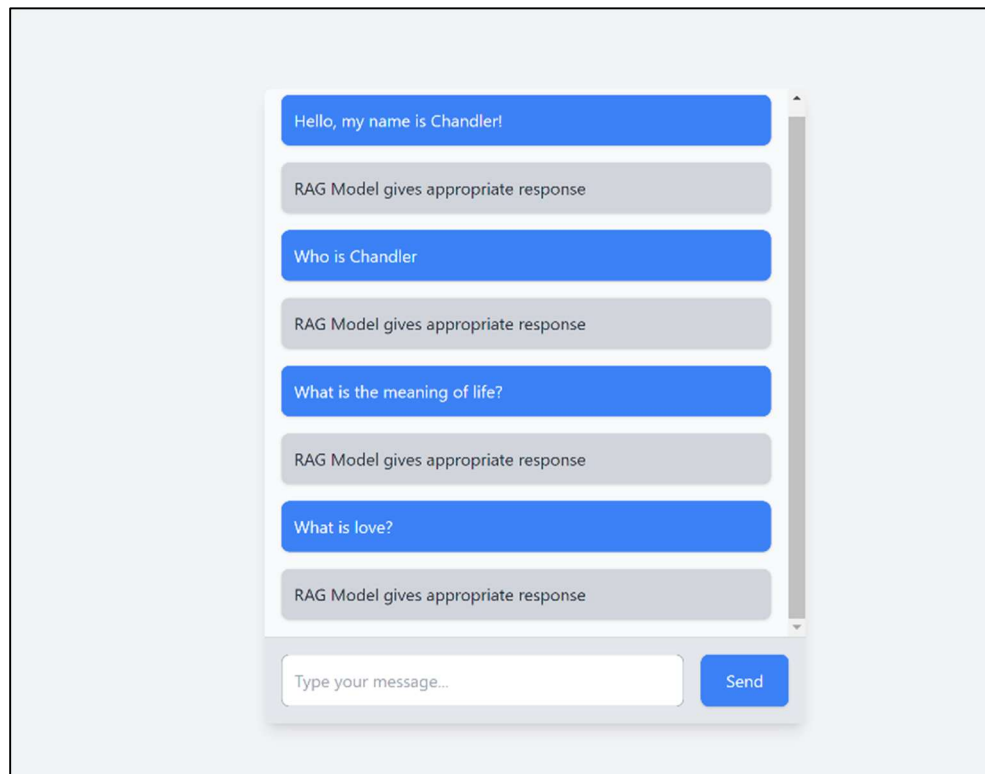 Hello, my name is Chandler!
RAG Model gives appropriate response
Who is Chandler
RAG Model gives appropriate response
What is the meaning of life?
RAG Model gives appropriate response
What is love?
RAG Model gives appropriate response
Type your message...
Send